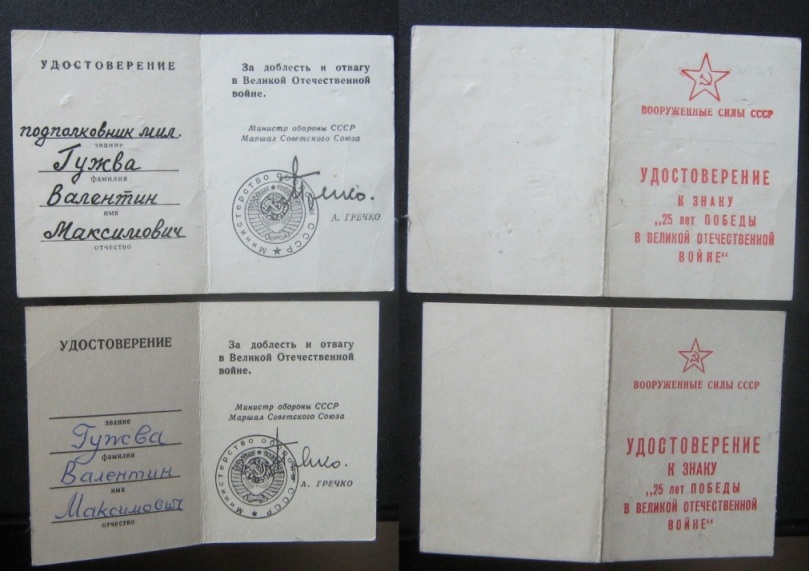 УДОСТОВЕРЕНИЕ
подполковник мил.
звание
Гужва
фамилия
Валентин
имя
Максимович
отчество
За доблесть и отвагу
в Великой Отечественной
войне.
Министр обороны СССР
Маршал Советского Союза
Министерство обороны
СССР
А. ГРЕЧКО
ВООРУЖЕННЫЕ СИЛЫ СССР
УДОСТОВЕРЕНИЕ
К ЗНАКУ
„25 лет ПОБЕДЫ
В ВЕЛИКОЙ ОТЕЧЕСТВЕННОЙ
ВОЙНЕ“
УДОСТОВЕРЕНИЕ
звание
Гужва
фамилия
Валентин
имя
Максимович
отчество
За доблесть и отвагу
в Великой Отечественной
войне.
Министр обороны СССР
Маршал Советского Союза
Министерство обороны
СССР
А. ГРЕЧКО
ВООРУЖЕННЫЕ СИЛЫ СССР
УДОСТОВЕРЕНИЕ
К ЗНАКУ
„25 лет ПОБЕДЫ
В ВЕЛИКОЙ ОТЕЧЕСТВЕННОЙ
ВОЙНЕ“